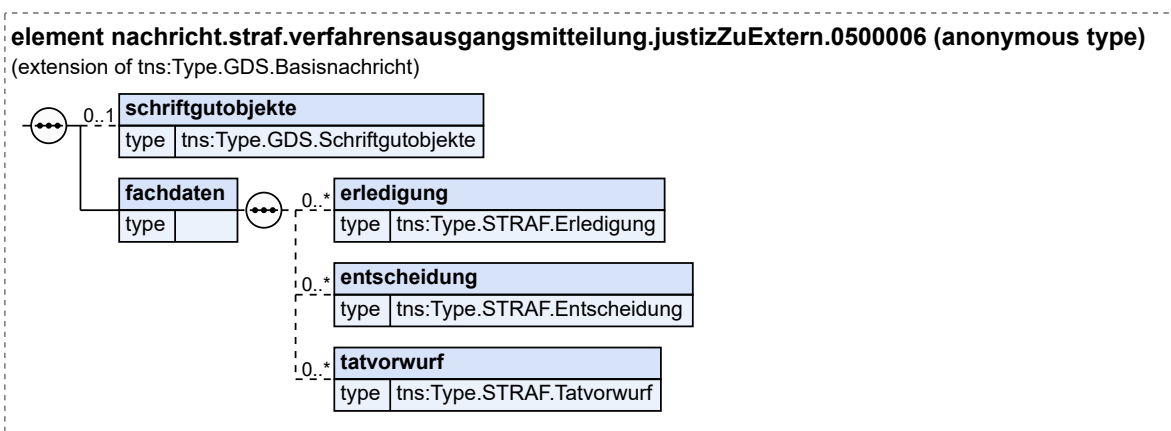 element nachricht.straf.verfahrensausgangsmitteilung.justizZuExtern.0500006 (anonymous type)
(extension of tns:Type.GDS.Basisnachricht)
0..1 schriftgutobjekte
type tns:Type.GDS.Schriftgutobjekte
fachdaten
type
0..* erledigung
type tns:Type.STRAF.Erledigung
0..* entscheidung
type tns:Type.STRAF.Entscheidung
0..* tatvorwurf
type tns:Type.STRAF.Tatvorwurf